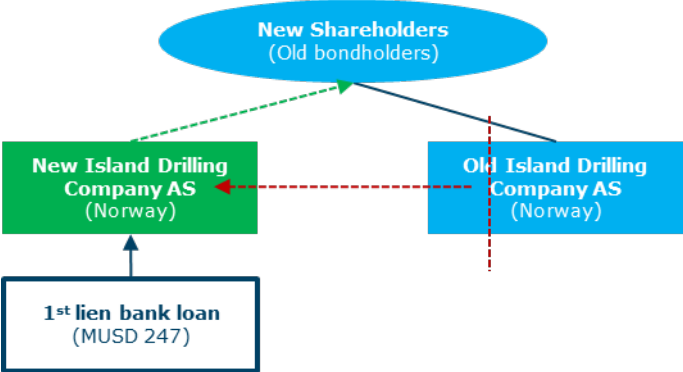 New Shareholders
(Old bondholders)
New Island Drilling
Company AS
(Norway)
Old Island Drilling
Company AS
(Norway)
1st lien bank loan
(MUSD 247)